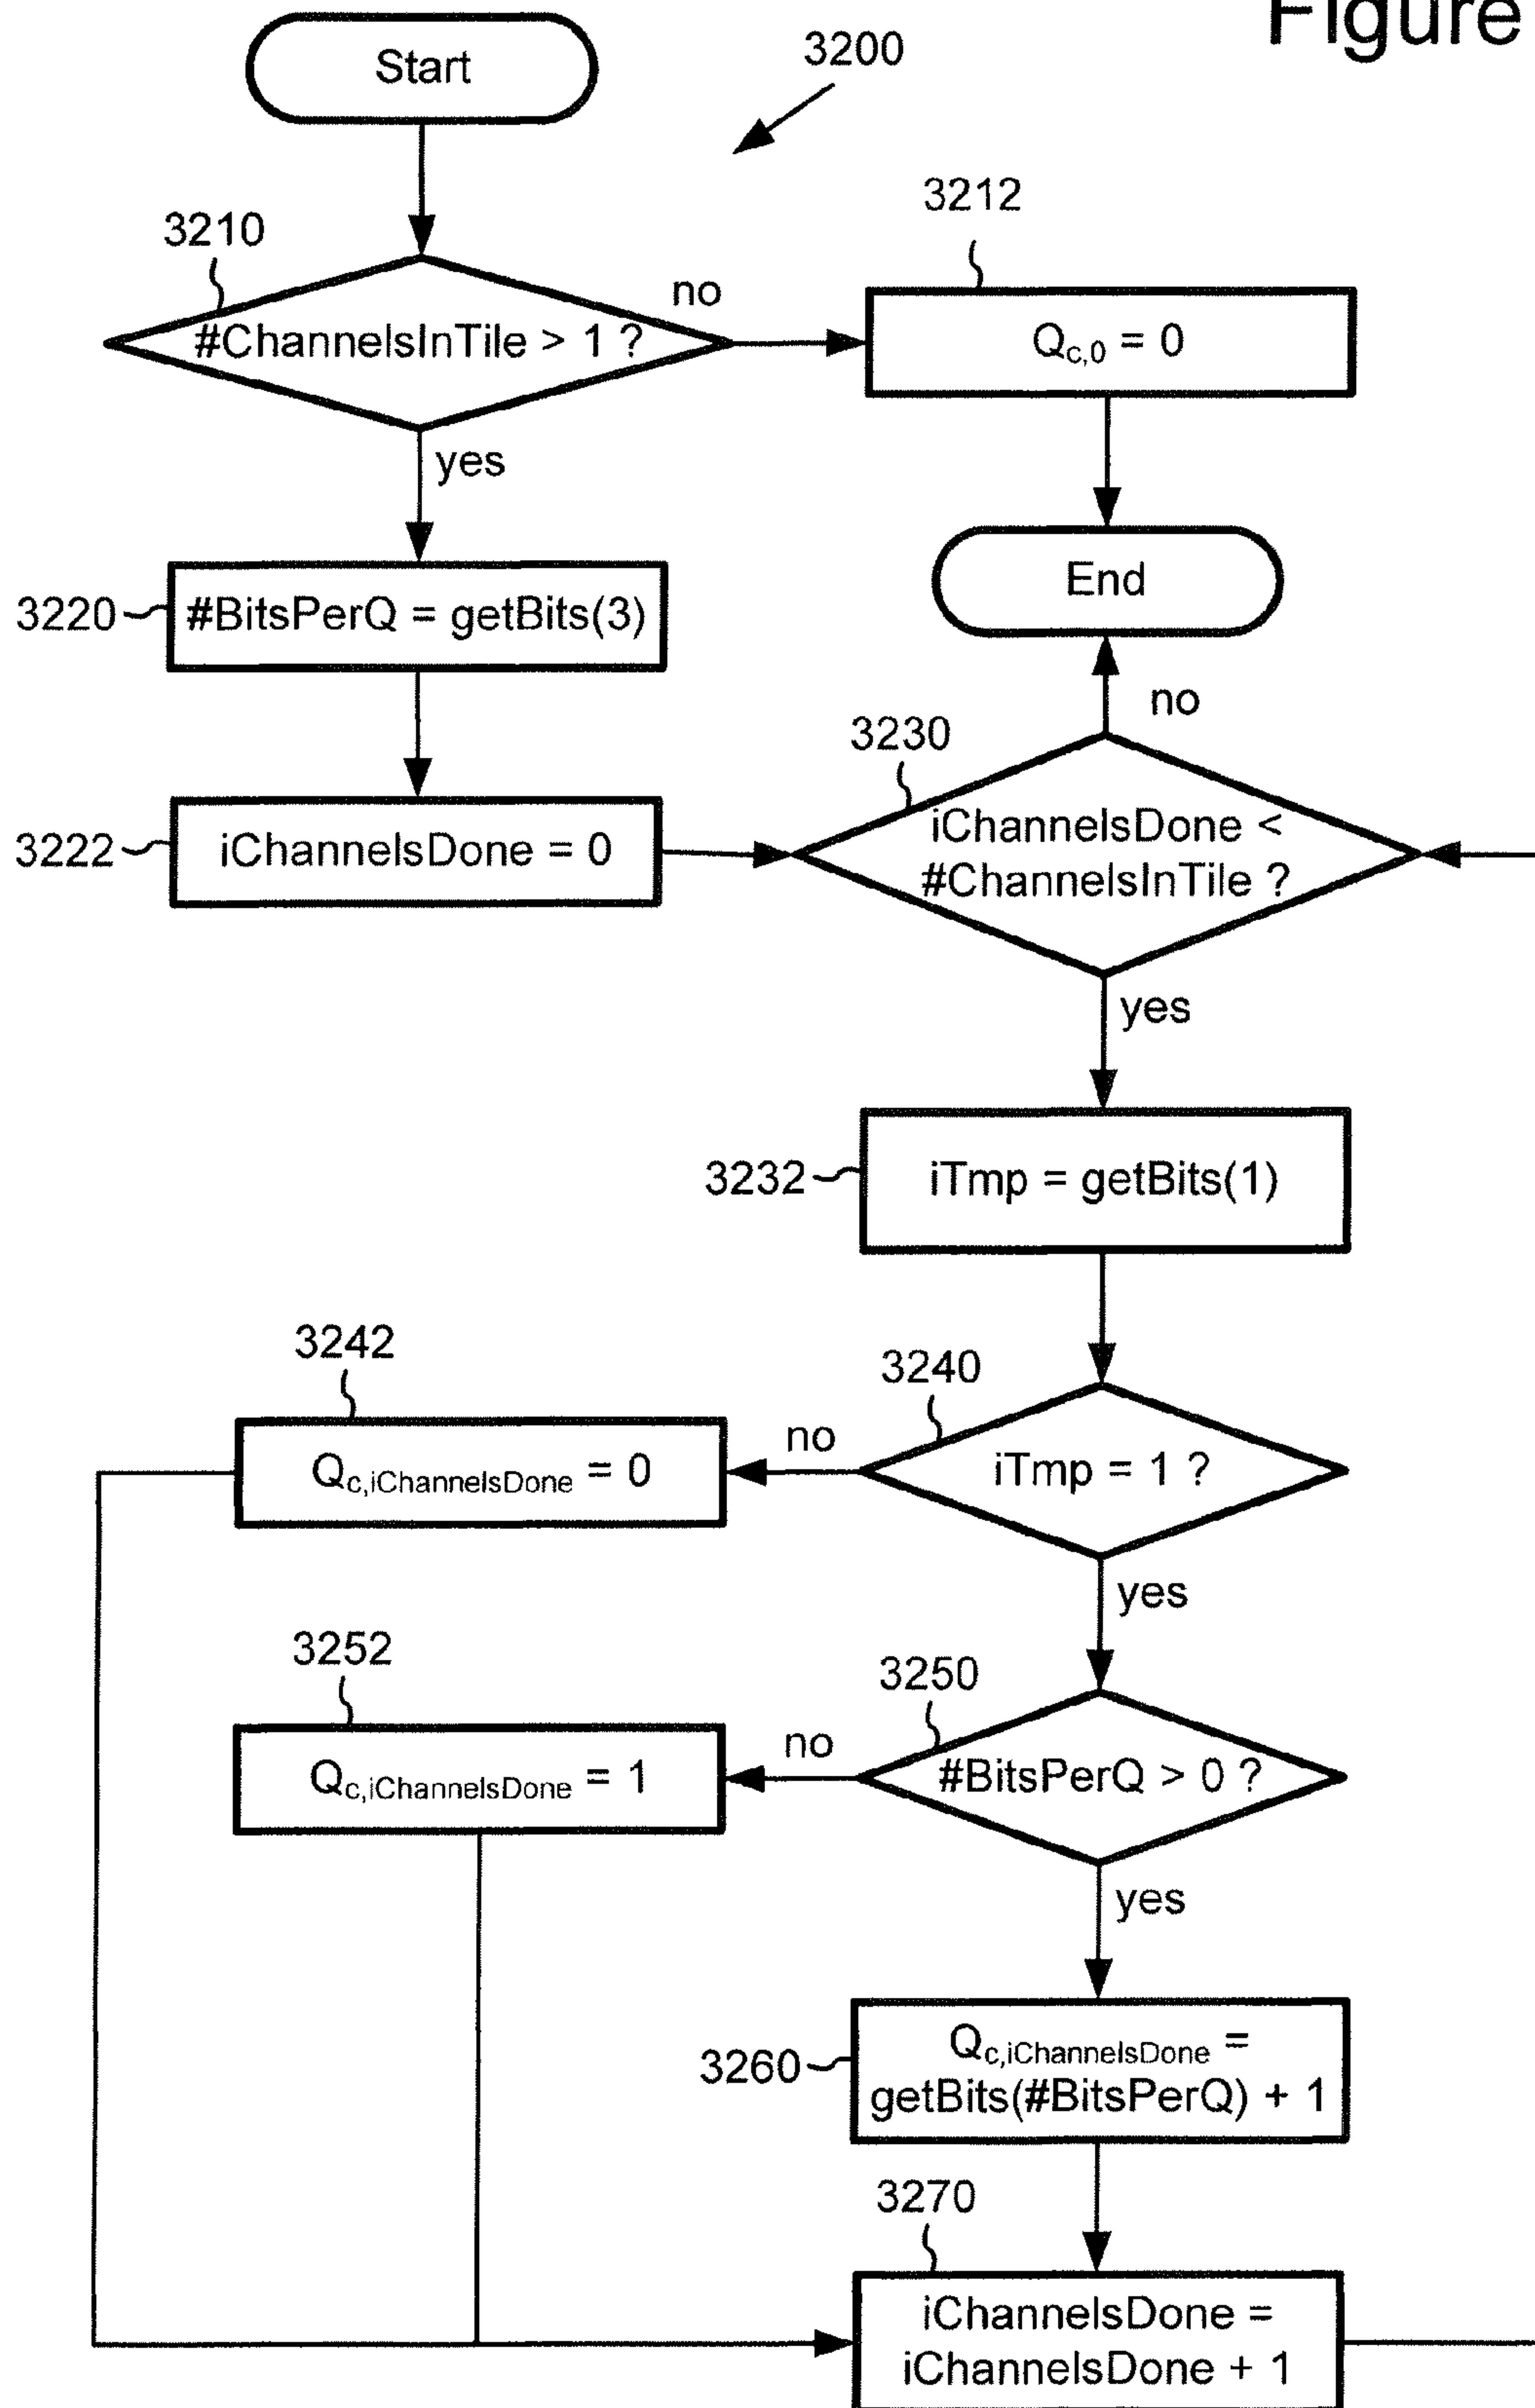 Figure
Start
3200
3212
3210
no
#ChannelsInTile > 1 ?
Qc,0 = 0
yes
End
3220
#BitsPerQ = getBits(3)
no
3230
3222
iChannelsDone = 0
iChannelsDone <
#ChannelsInTile ?
yes
3232
iTmp = getBits(1)
3242
3240
no
Qc,iChannelsDone = 0
iTmp = 1 ?
yes
3252
3250
no
Qc,iChannelsDone = 1
#BitsPerQ > 0 ?
yes
3260
Qc,iChannelsDone =
getBits(#BitsPerQ) + 1
3270
iChannelsDone =
iChannelsDone + 1